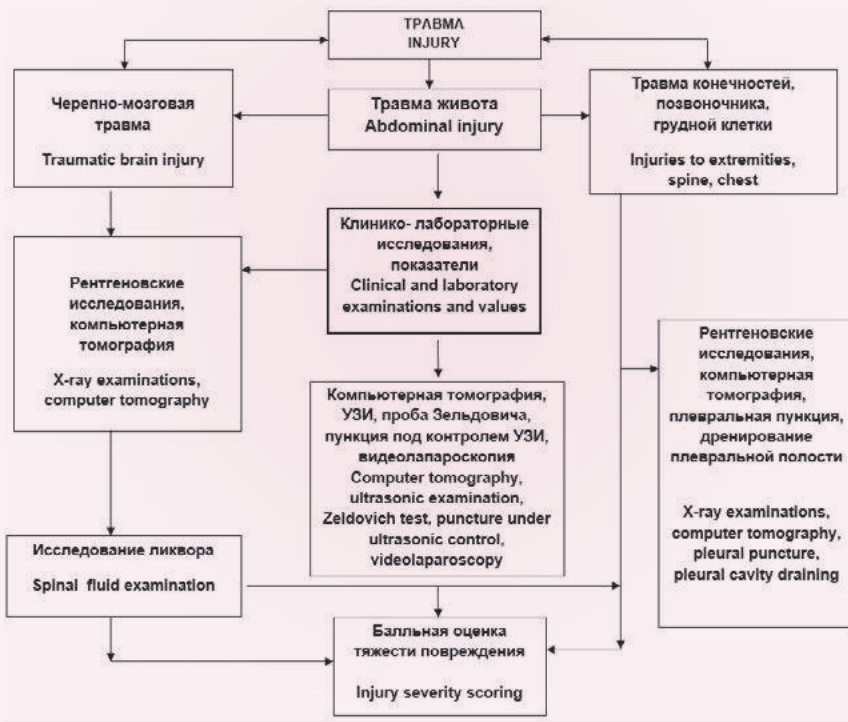 ТРАВМА
INJURY
Черепно-мозговая
травма
Traumatic brain injury
Травма живота
Abdominal injury
Травма конечностей,
позвоночника,
грудной клетки
Injuries to extremities,
spine, chest
Клинико- лабораторные
исследования,
показатели
Clinical and laboratory
examinations and values
Рентгеновские
исследования,
компьютерная
томография
X-ray examinations,
computer tomography
Компьютерная томография,
УЗИ, проба Зельдовича,
пункция под контролем УЗИ,
видеолапароскопия
Computer tomography,
ultrasonic examination,
Zeldovich test, puncture under
ultrasonic control,
videolaparoscopy
Рентгеновские
исследования,
компьютерная
томография,
плевральная пункция,
дренирование
плевральной полости
X-ray examinations,
computer tomography,
pleural puncture,
pleural cavity draining
Исследование ликвора
Spinal fluid examination
Балльная оценка
тяжести повреждения
Injury severity scoring